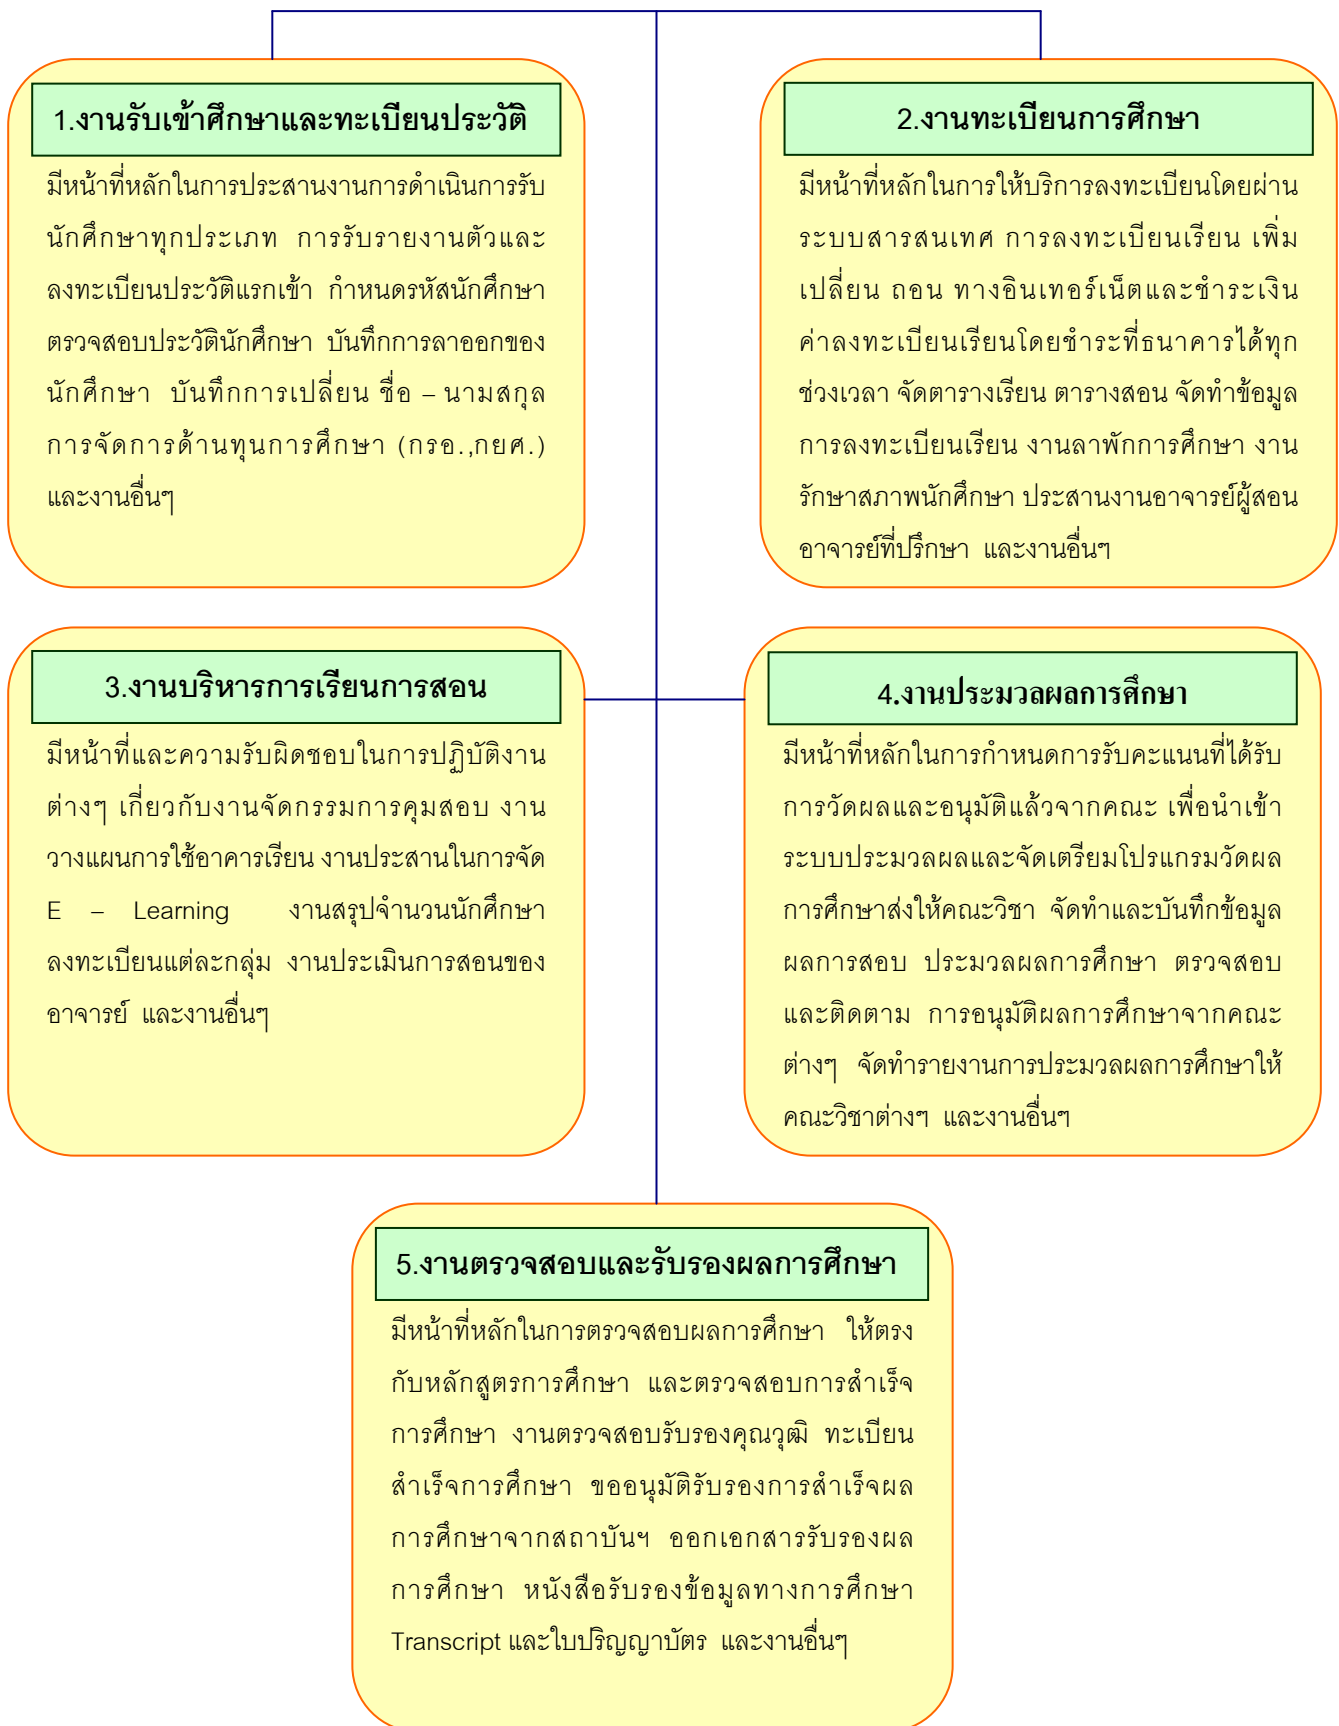 1.งานรับเข้าศึกษาและทะเบียนประวัติ
มีหน้าที่หลักในการประสานงานการดำเนินการรับ
นักศึกษาทุกประเภท การรับรายงานตัวและ
ลงทะเบียนประวัติแรกเข้า กำหนดรหัสนักศึกษา
ตรวจสอบประวัตินักศึกษา บันทึกการลาออกของ
นักศึกษา บันทึกการเปลี่ยน ชื่อ – นามสกุล
การจัดการด้านทุนการศึกษา (กรอ.,กยศ.)
และงานอื่นๆ
2.งานทะเบียนการศึกษา
มีหน้าที่หลักในการให้บริการลงทะเบียนโดยผ่าน
ระบบสารสนเทศ การลงทะเบียนเรียน เพิ่ม
เปลี่ยน ถอน ทางอินเทอร์เน็ตและชำระเงิน
ค่าลงทะเบียนเรียนโดยชำระที่ธนาคารได้ทุก
ช่วงเวลา จัดตารางเรียน ตารางสอน จัดทำข้อมูล
การลงทะเบียนเรียน งานลาพักการศึกษา งาน
รักษาสภาพนักศึกษา ประสานงานอาจารย์ผู้สอน
อาจารย์ที่ปรึกษา และงานอื่นๆ
3.งานบริหารการเรียนการสอน
มีหน้าที่และความรับผิดชอบในการปฏิบัติงาน
ต่างๆ เกี่ยวกับงานจัดกรรมการคุมสอบ งาน
วางแผนการใช้อาคารเรียน งานประสานในการจัด
E – Learning งานสรุปจำนวนนักศึกษา
ลงทะเบียนแต่ละกลุ่ม งานประเมินการสอนของ
อาจารย์ และงานอื่นๆ
4.งานประมวลผลการศึกษา
มีหน้าที่หลักในการกำหนดการรับคะแนนที่ได้รับ
การวัดผลและอนุมัติแล้วจากคณะ เพื่อนำเข้า
ระบบประมวลผลและจัดเตรียมโปรแกรมวัดผล
การศึกษาส่งให้คณะวิชา จัดทำและบันทึกข้อมูล
ผลการสอบ ประมวลผลการศึกษา ตรวจสอบ
และติดตาม การอนุมัติผลการศึกษาจากคณะ
ต่างๆ จัดทำรายงานการประมวลผลการศึกษาให้
คณะวิชาต่างๆ และงานอื่นๆ
5.งานตรวจสอบและรับรองผลการศึกษา
มีหน้าที่หลักในการตรวจสอบผลการศึกษา ให้ตรง
กับหลักสูตรการศึกษา และตรวจสอบการสำเร็จ
การศึกษา งานตรวจสอบรับรองคุณวุฒิ ทะเบียน
สำเร็จการศึกษา ขออนุมัติรับรองการสำเร็จผล
การศึกษาจากสถาบันฯ ออกเอกสารรับรองผล
การศึกษา หนังสือรับรองข้อมูลทางการศึกษา
Transcript และใบปริญญาบัตร และงานอื่นๆ